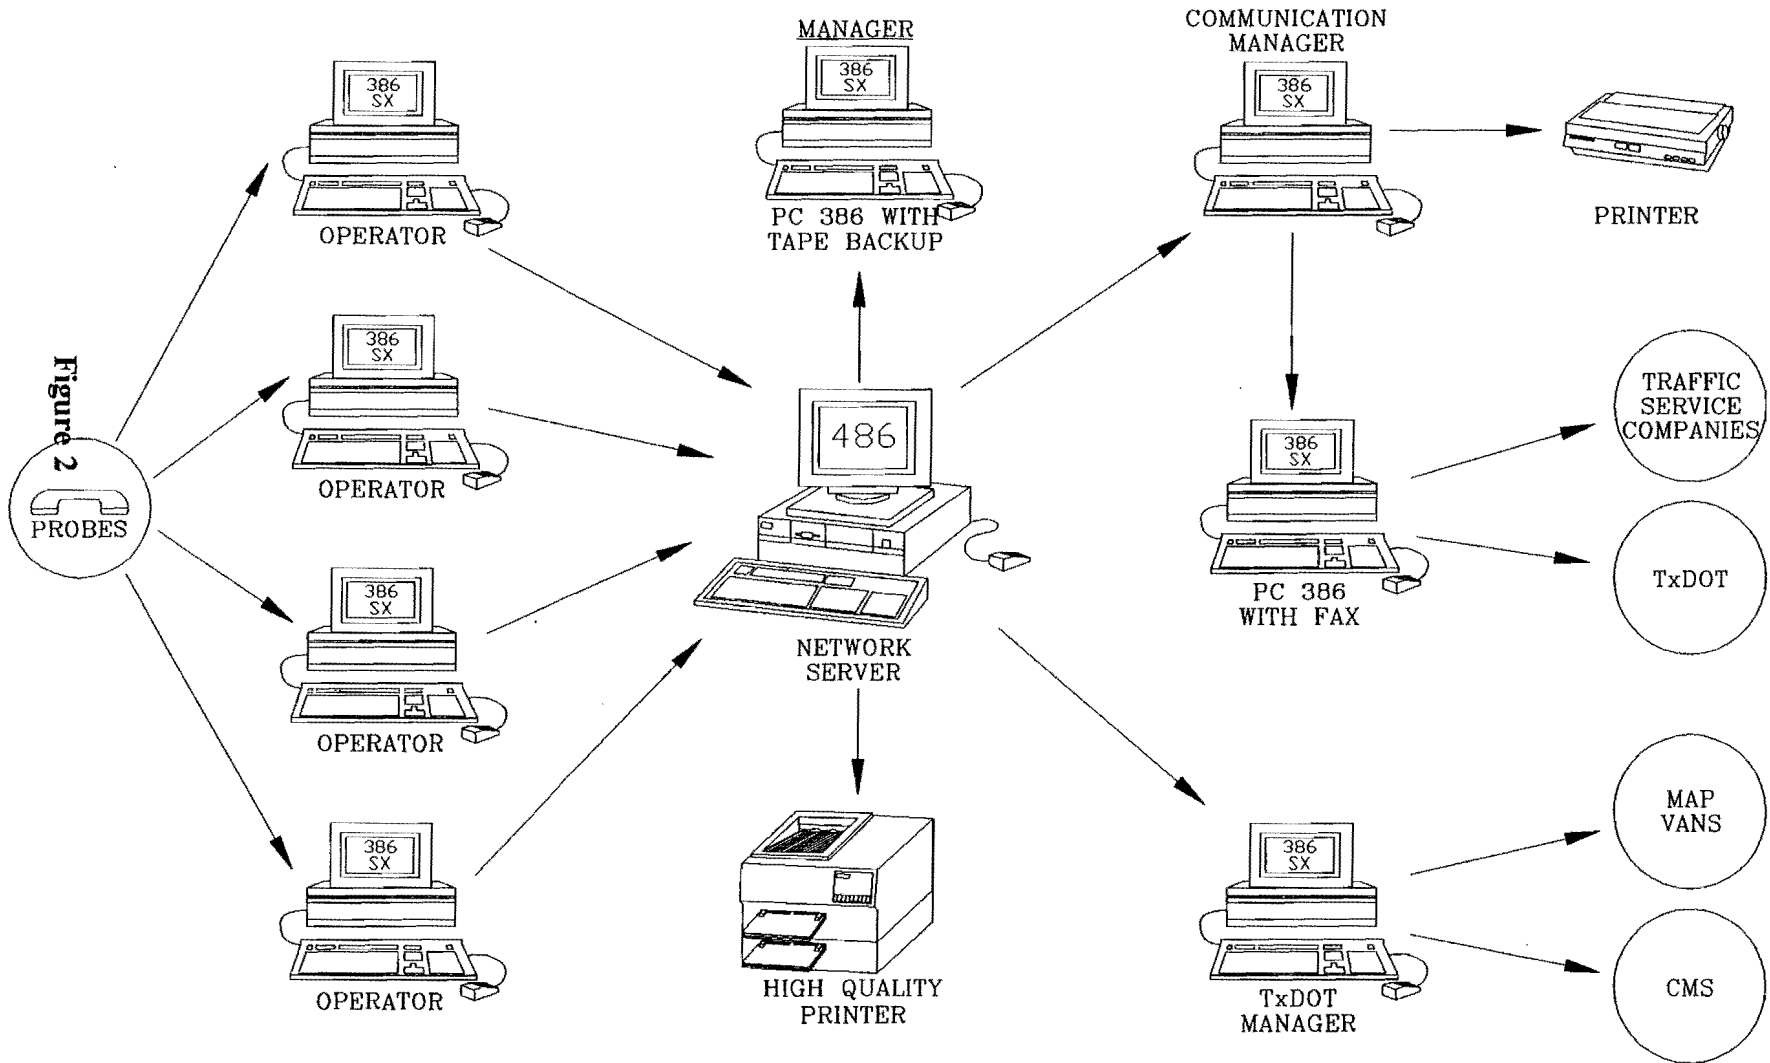 MANAGER
386
SX
PC 386 WITH
TAPE BACKUP
COMMUNICATION
MANAGER
386
SX
PRINTER
386
SX
OPERATOR
386
SX
OPERATOR
386
SX
OPERATOR
386
SX
OPERATOR
Figure 2
PROBES
486
NETWORK
SERVER
HIGH QUALITY
PRINTER
386
SX
PC 386
WITH FAX
TRAFFIC
SERVICE
COMPANIES
TxDOT
386
SX
TxDOT
MANAGER
MAP
VANS
CMS